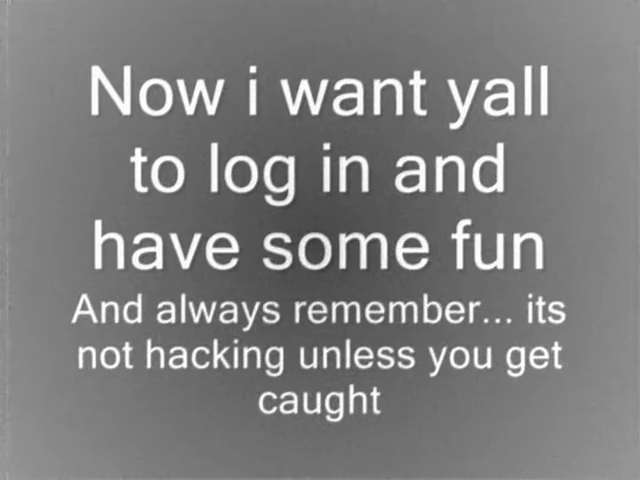 Now i want yall
to log in and
have some fun
And always remember... its
not hacking unless you get
caught